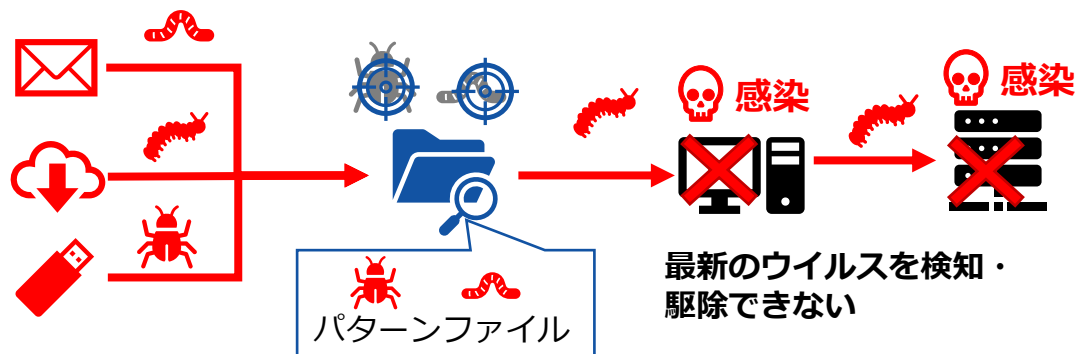 感染
感染
最新のウイルスを検知・
駆除できない
パターンファイル